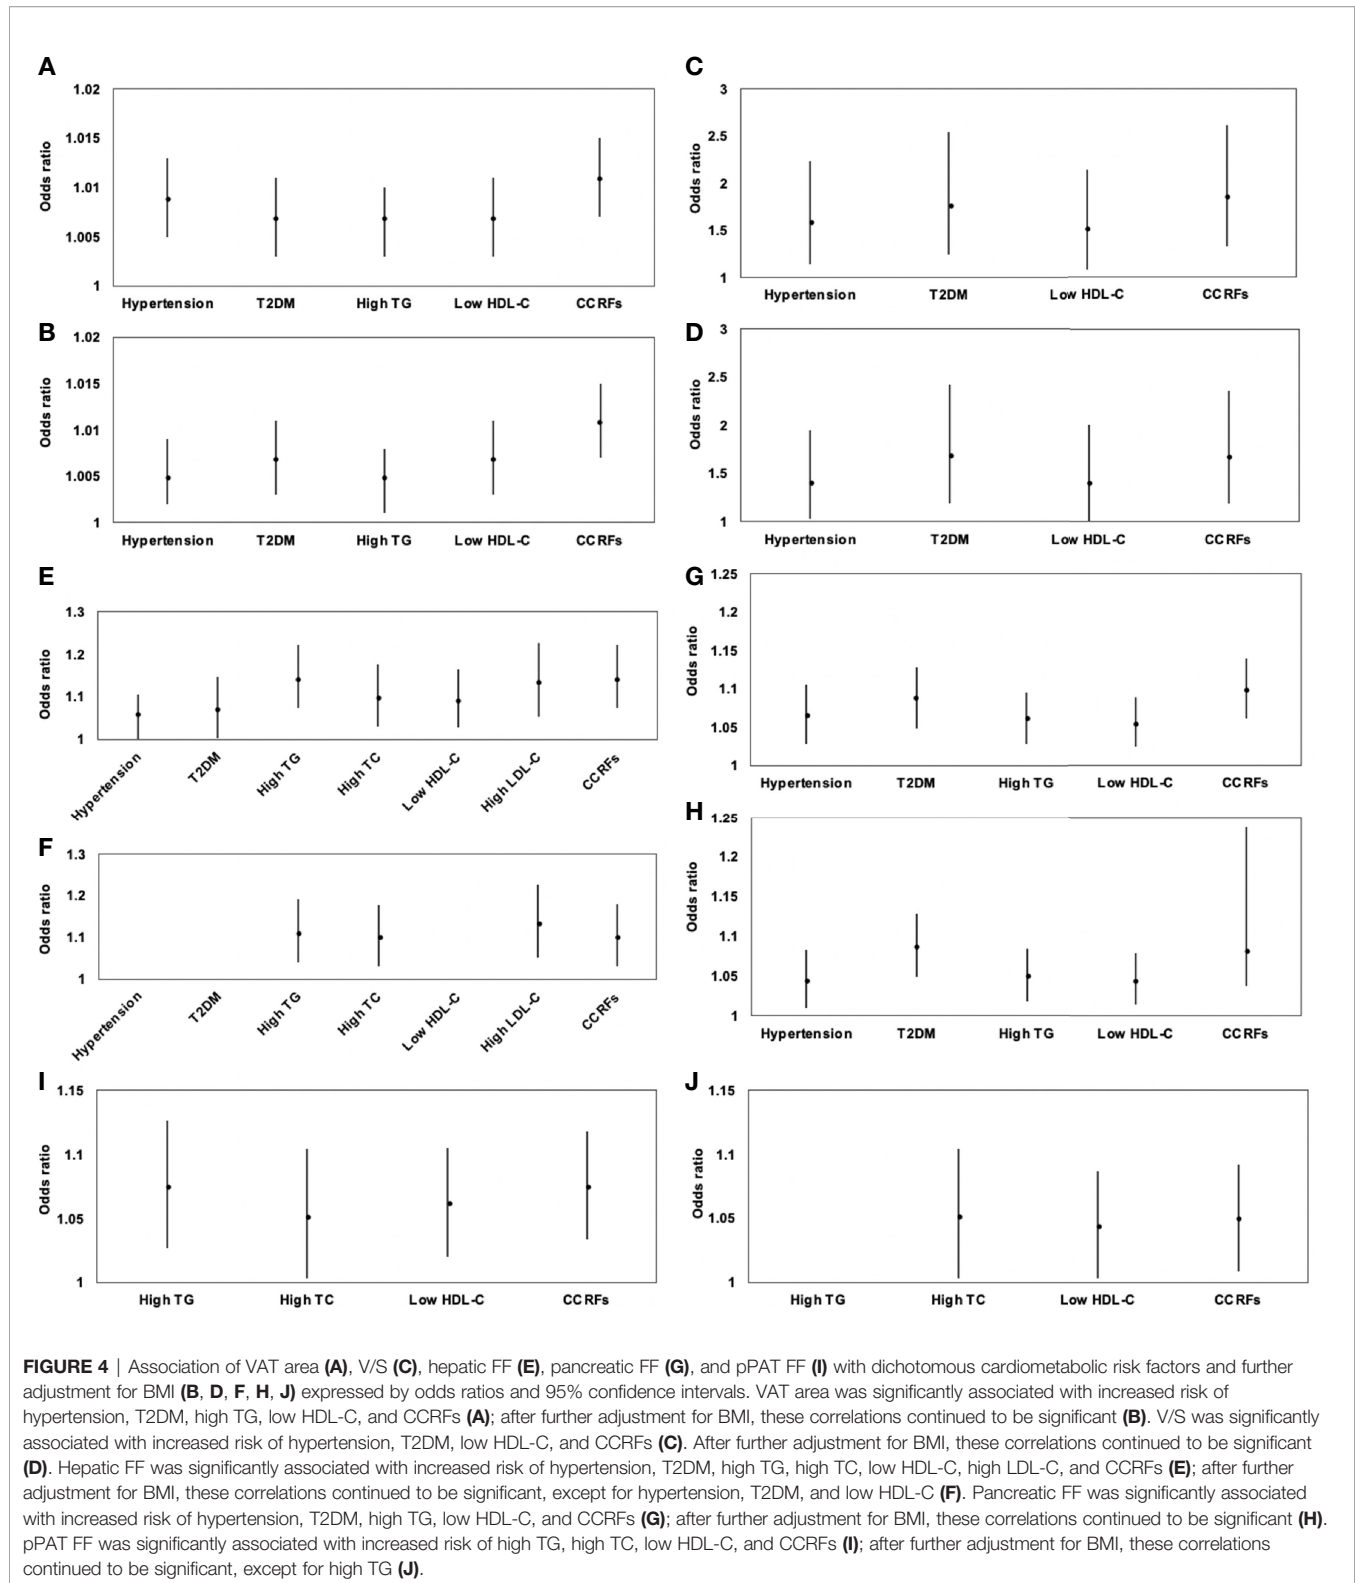 A
1.02
1.015
1.01
1.005
1
Odds ratio
Hypertension T2DM High TG Low HDL-C CCRFs
C
3
2.5
2
1.5
1
Odds ratio
Hypertension T2DM Low HDL-C CCRFs
B
1.02
1.015
1.01
1.005
1
Odds ratio
Hypertension T2DM High TG Low HDL-C CCRFs
D
3
2.5
2
1.5
1
Odds ratio
Hypertension T2DM Low HDL-C CCRFs
E
1.3
1.2
1.1
1
Odds ratio
Hypertension T2DM High TG High TC Low HDL-C High LDL-C CCRFs
G
1.25
1.2
1.15
1.1
1.05
1
Odds ratio
Hypertension T2DM High TG Low HDL-C CCRFs
F
1.3
1.2
1.1
1
Odds ratio
Hypertension T2DM High TG High TC Low HDL-C High LDL-C CCRFs
H
1.25
1.2
1.15
1.1
1.05
1
Odds ratio
Hypertension T2DM High TG Low HDL-C CCRFs
I
1.15
1.1
1.05
1
Odds ratio
High TG High TC Low HDL-C CCRFs
J
1.15
1.1
1.05
1
Odds ratio
High TG High TC Low HDL-C CCRFs
FIGURE 4 | Association of VAT area (A), V/S (C), hepatic FF (E), pancreatic FF (G), and pPAT FF (I) with dichotomous cardiometabolic risk factors and further
adjustment for BMI (B, D, F, H, J) expressed by odds ratios and 95% confidence intervals. VAT area was significantly associated with increased risk of
hypertension, T2DM, high TG, low HDL-C, and CCRFs (A); after further adjustment for BMI, these correlations continued to be significant (B). V/S was significantly
associated with increased risk of hypertension, T2DM, low HDL-C, and CCRFs (C). After further adjustment for BMI, these correlations continued to be significant
(D). Hepatic FF was significantly associated with increased risk of hypertension, T2DM, high TG, high TC, low HDL-C, high LDL-C, and CCRFs (E); after further
adjustment for BMI, these correlations continued to be significant, except for hypertension, T2DM, and low HDL-C (F). Pancreatic FF was significantly associated
with increased risk of hypertension, T2DM, high TG, low HDL-C, and CCRFs (G); after further adjustment for BMI, these correlations continued to be significant (H).
pPAT FF was significantly associated with increased risk of high TG, high TC, low HDL-C, and CCRFs (I); after further adjustment for BMI, these correlations
continued to be significant, except for high TG (J).